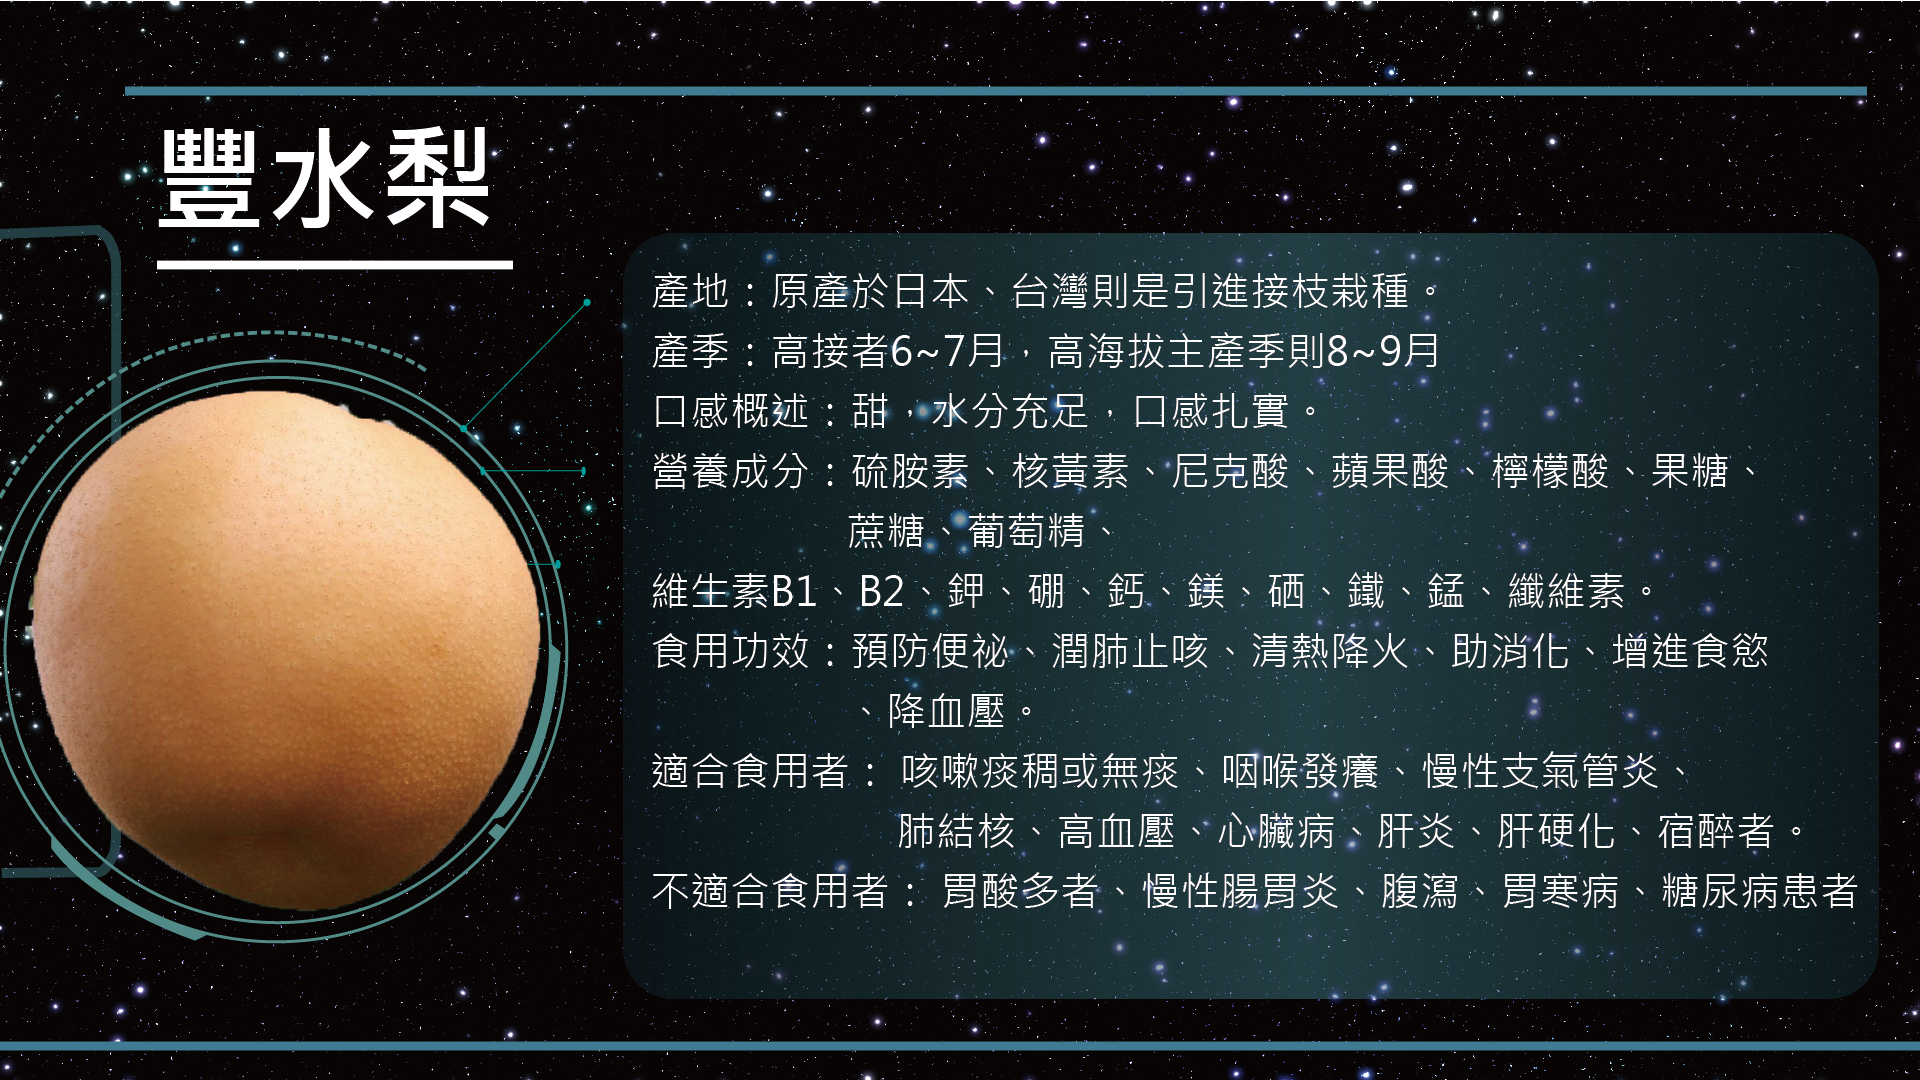 豐水梨
產地：原產於日本、台灣則是引進接枝栽種。
產季：高接者6~7月，高海拔主產季則8~9月
口感概述：甜，水分充足，口感扎實。
營養成分：硫胺素、核黃素、尼克酸、蘋果酸、檸檬酸、果糖、
蔗糖、葡萄精、
維生素B1、B2、鉀、硼、鈣、鎂、硒、鐵、錳、纖維素。
食用功效：預防便祕、潤肺止咳、清熱降火、助消化、增進食慾
、降血壓。
適合食用者： 咳嗽痰稠或無痰、咽喉發癢、慢性支氣管炎、
肺結核、高血壓、心臟病、肝炎、肝硬化、宿醉者。
不適合食用者： 胃酸多者、慢性腸胃炎、腹瀉、胃寒病、糖尿病患者